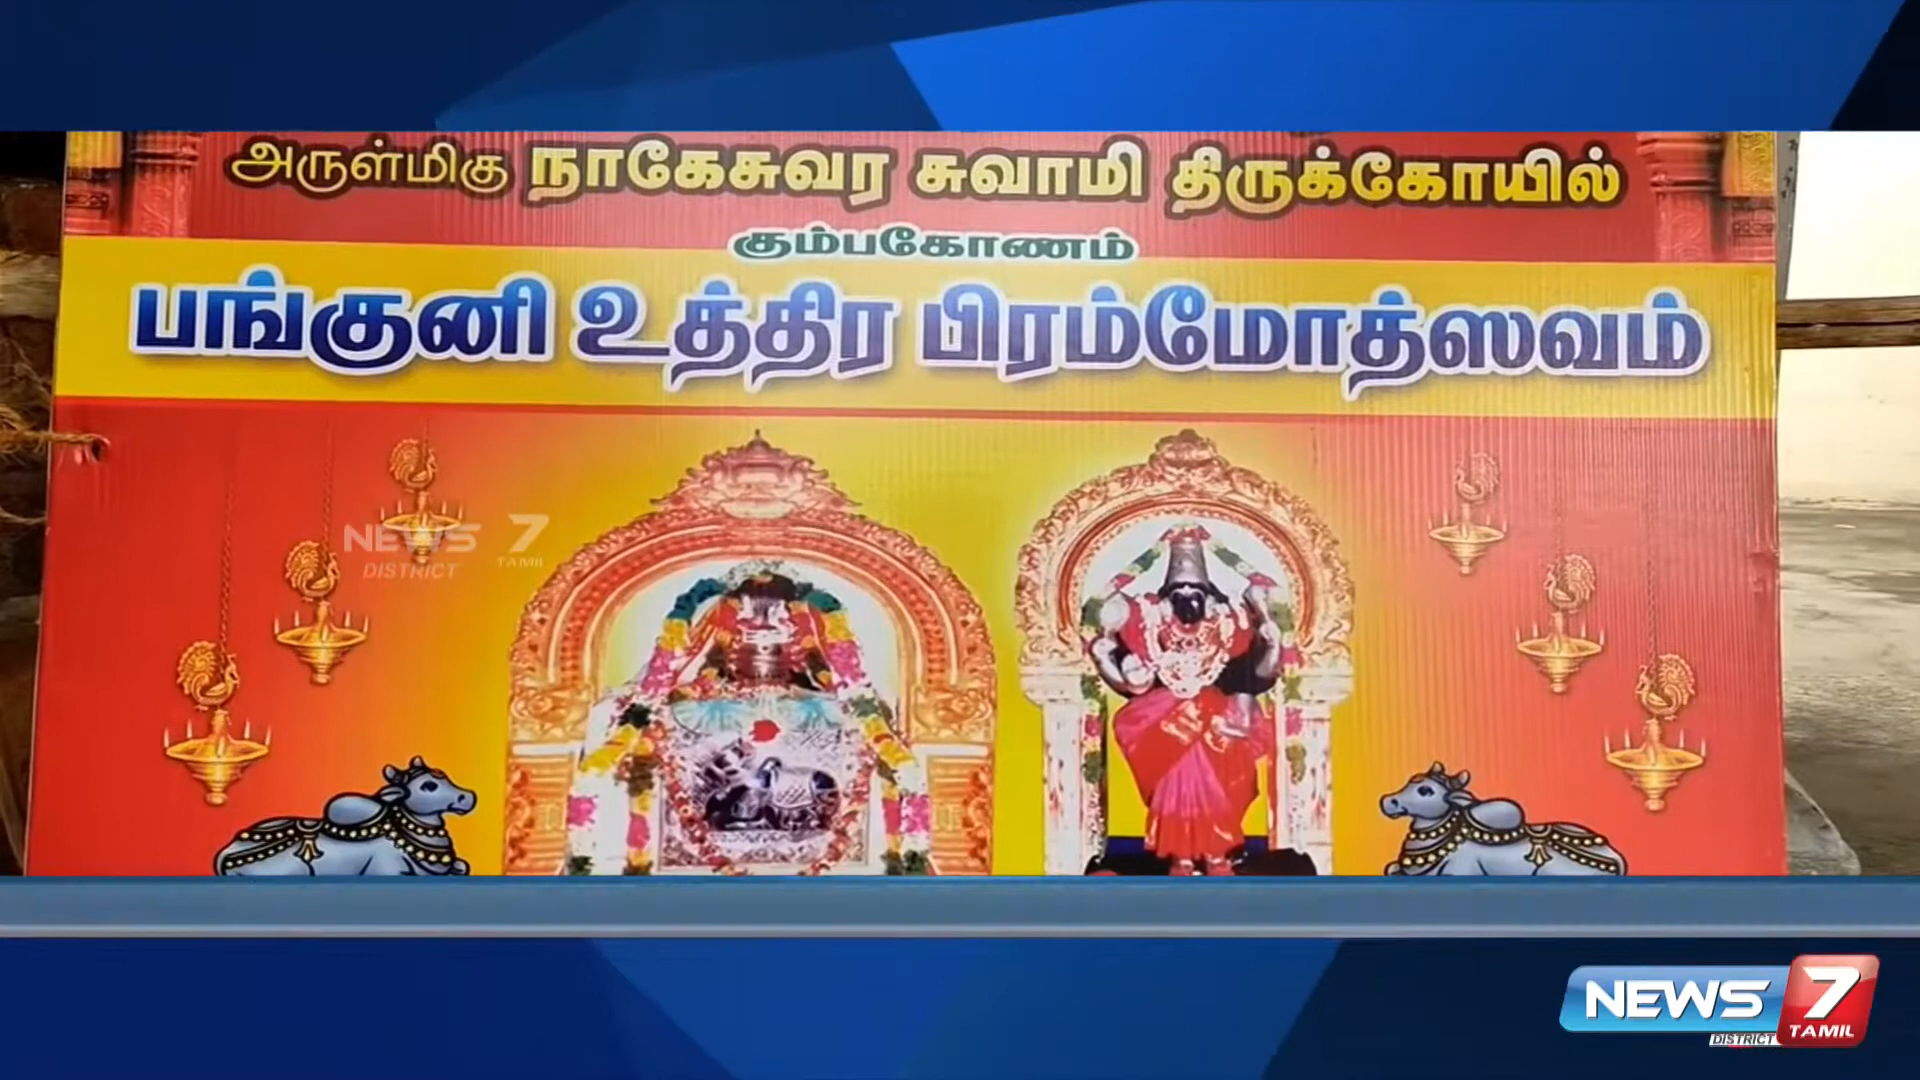 அருள்மிகு நாகேசுவர சுவாமி திருக்கோயில்
கும்பகோணம்
பங்குனி உத்திர பிரம்மோத்ஸவம்
NEWS 7
DISTRICT TAMIL
NEWS 7
DISTRICT TAMIL